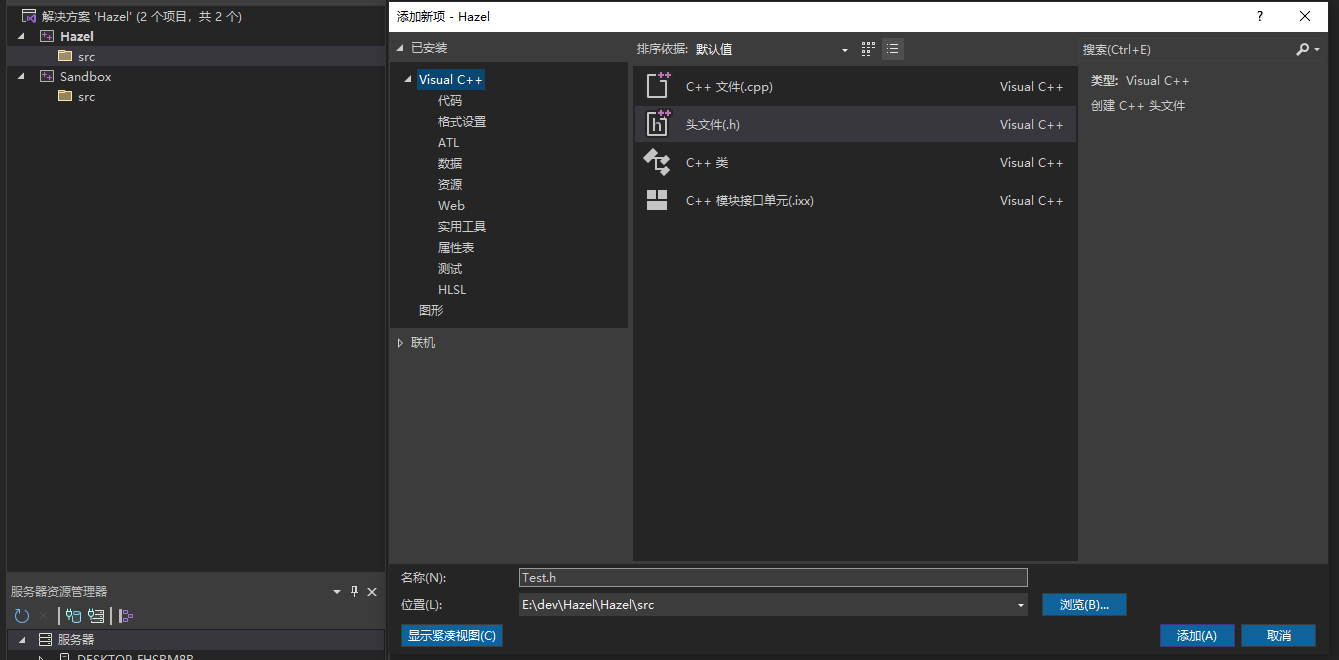 解决方案 'Hazel' (2 个项目，共 2 个)
Hazel
src
Sandbox
src
服务器资源管理器
服务器
添加新项 - Hazel
?
已安装
Visual C++
代码
格式设置
ATL
数据
资源
Web
实用工具
属性表
测试
HLSL
图形
联机
排序依据: 默认值
C++ 文件(.cpp) Visual C++
头文件(.h) Visual C++
C++ 类 Visual C++
C++ 模块接口单元(.ixx) Visual C++
搜索(Ctrl+E)
类型: Visual C++
创建 C++ 头文件
名称(N): Test.h
位置(L): E:\dev\Hazel\Hazel\src 浏览(B)...
显示紧凑视图(C) 添加(A) 取消